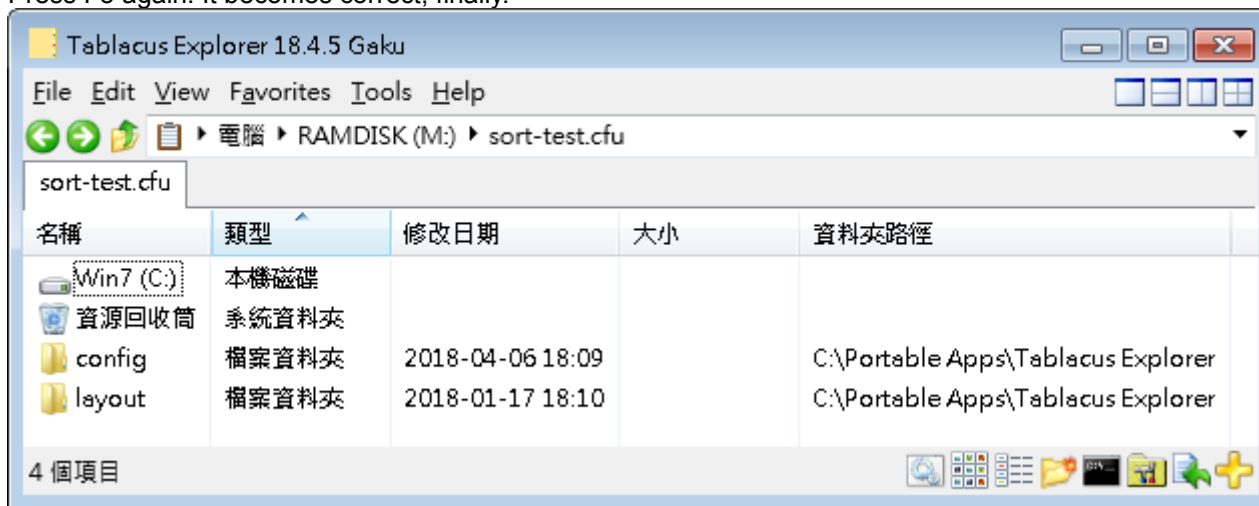 Press F5 again. It becomes correct, finally.
Tablacus Explorer 18.4.5 Gaku
File Edit View Favorites Tools Help
電腦 RAMDISK (M:) sort-test.cfu
sort-test.cfu
名稱 類型 修改日期 大小 資料夾路徑
Win7 (C:) 本機磁碟
資源回收筒 系統資料夾
config 檔案資料夾 2018-04-06 18:09 C:\Portable Apps\Tablacus Explorer
layout 檔案資料夾 2018-01-17 18:10 C:\Portable Apps\Tablacus Explorer
4 個項目